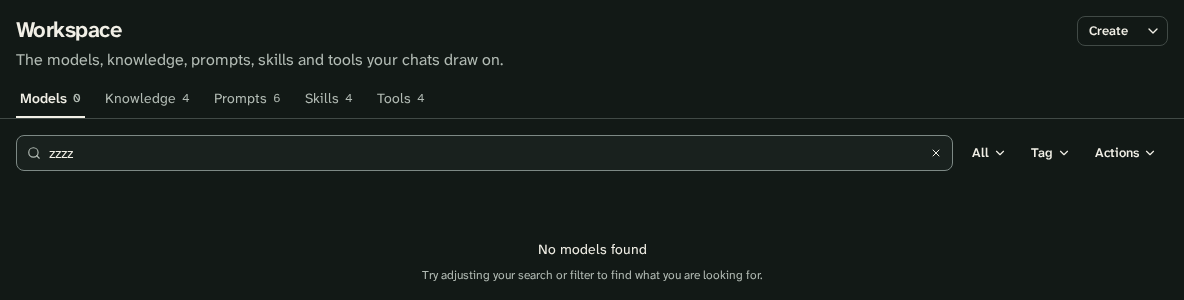 Workspace
Create
The models, knowledge, prompts, skills and tools your chats draw on.
Models 0 Knowledge 4 Prompts 6 Skills 4 Tools 4
zzzz All Tag Actions
No models found
Try adjusting your search or filter to find what you are looking for.